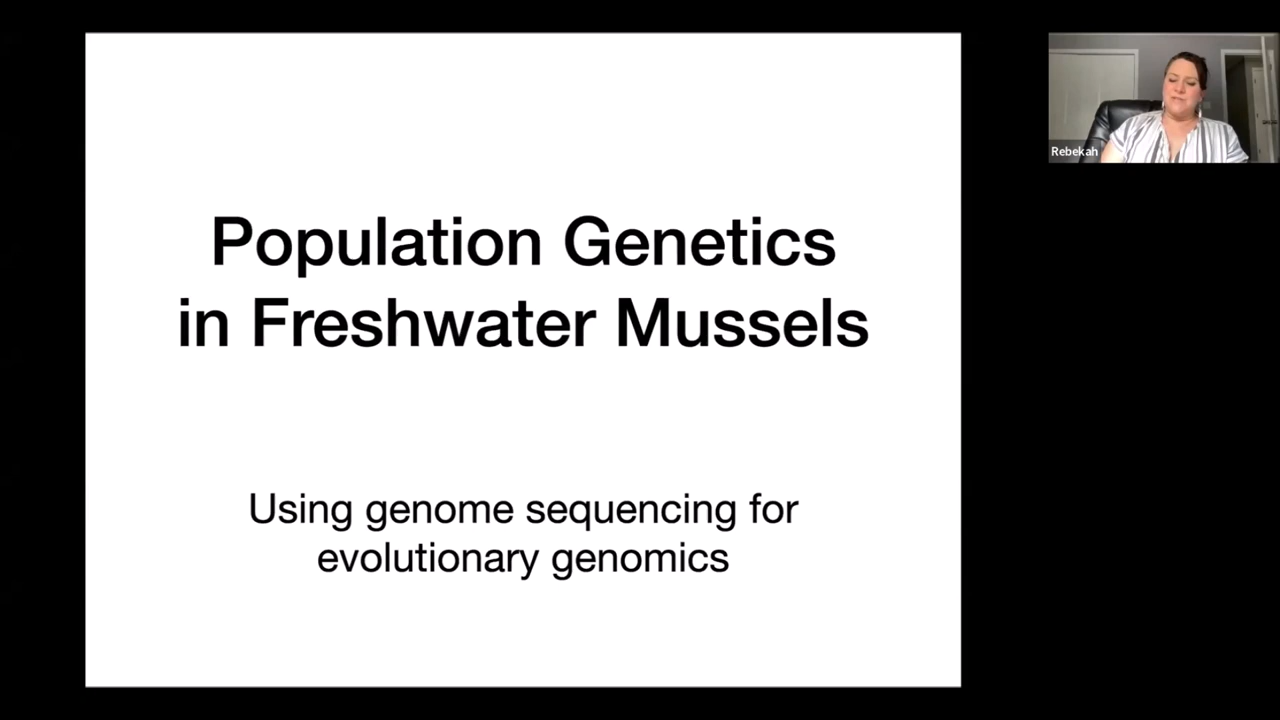 Population Genetics
in Freshwater Mussels
Using genome sequencing for
evolutionary genomics
Rebekah